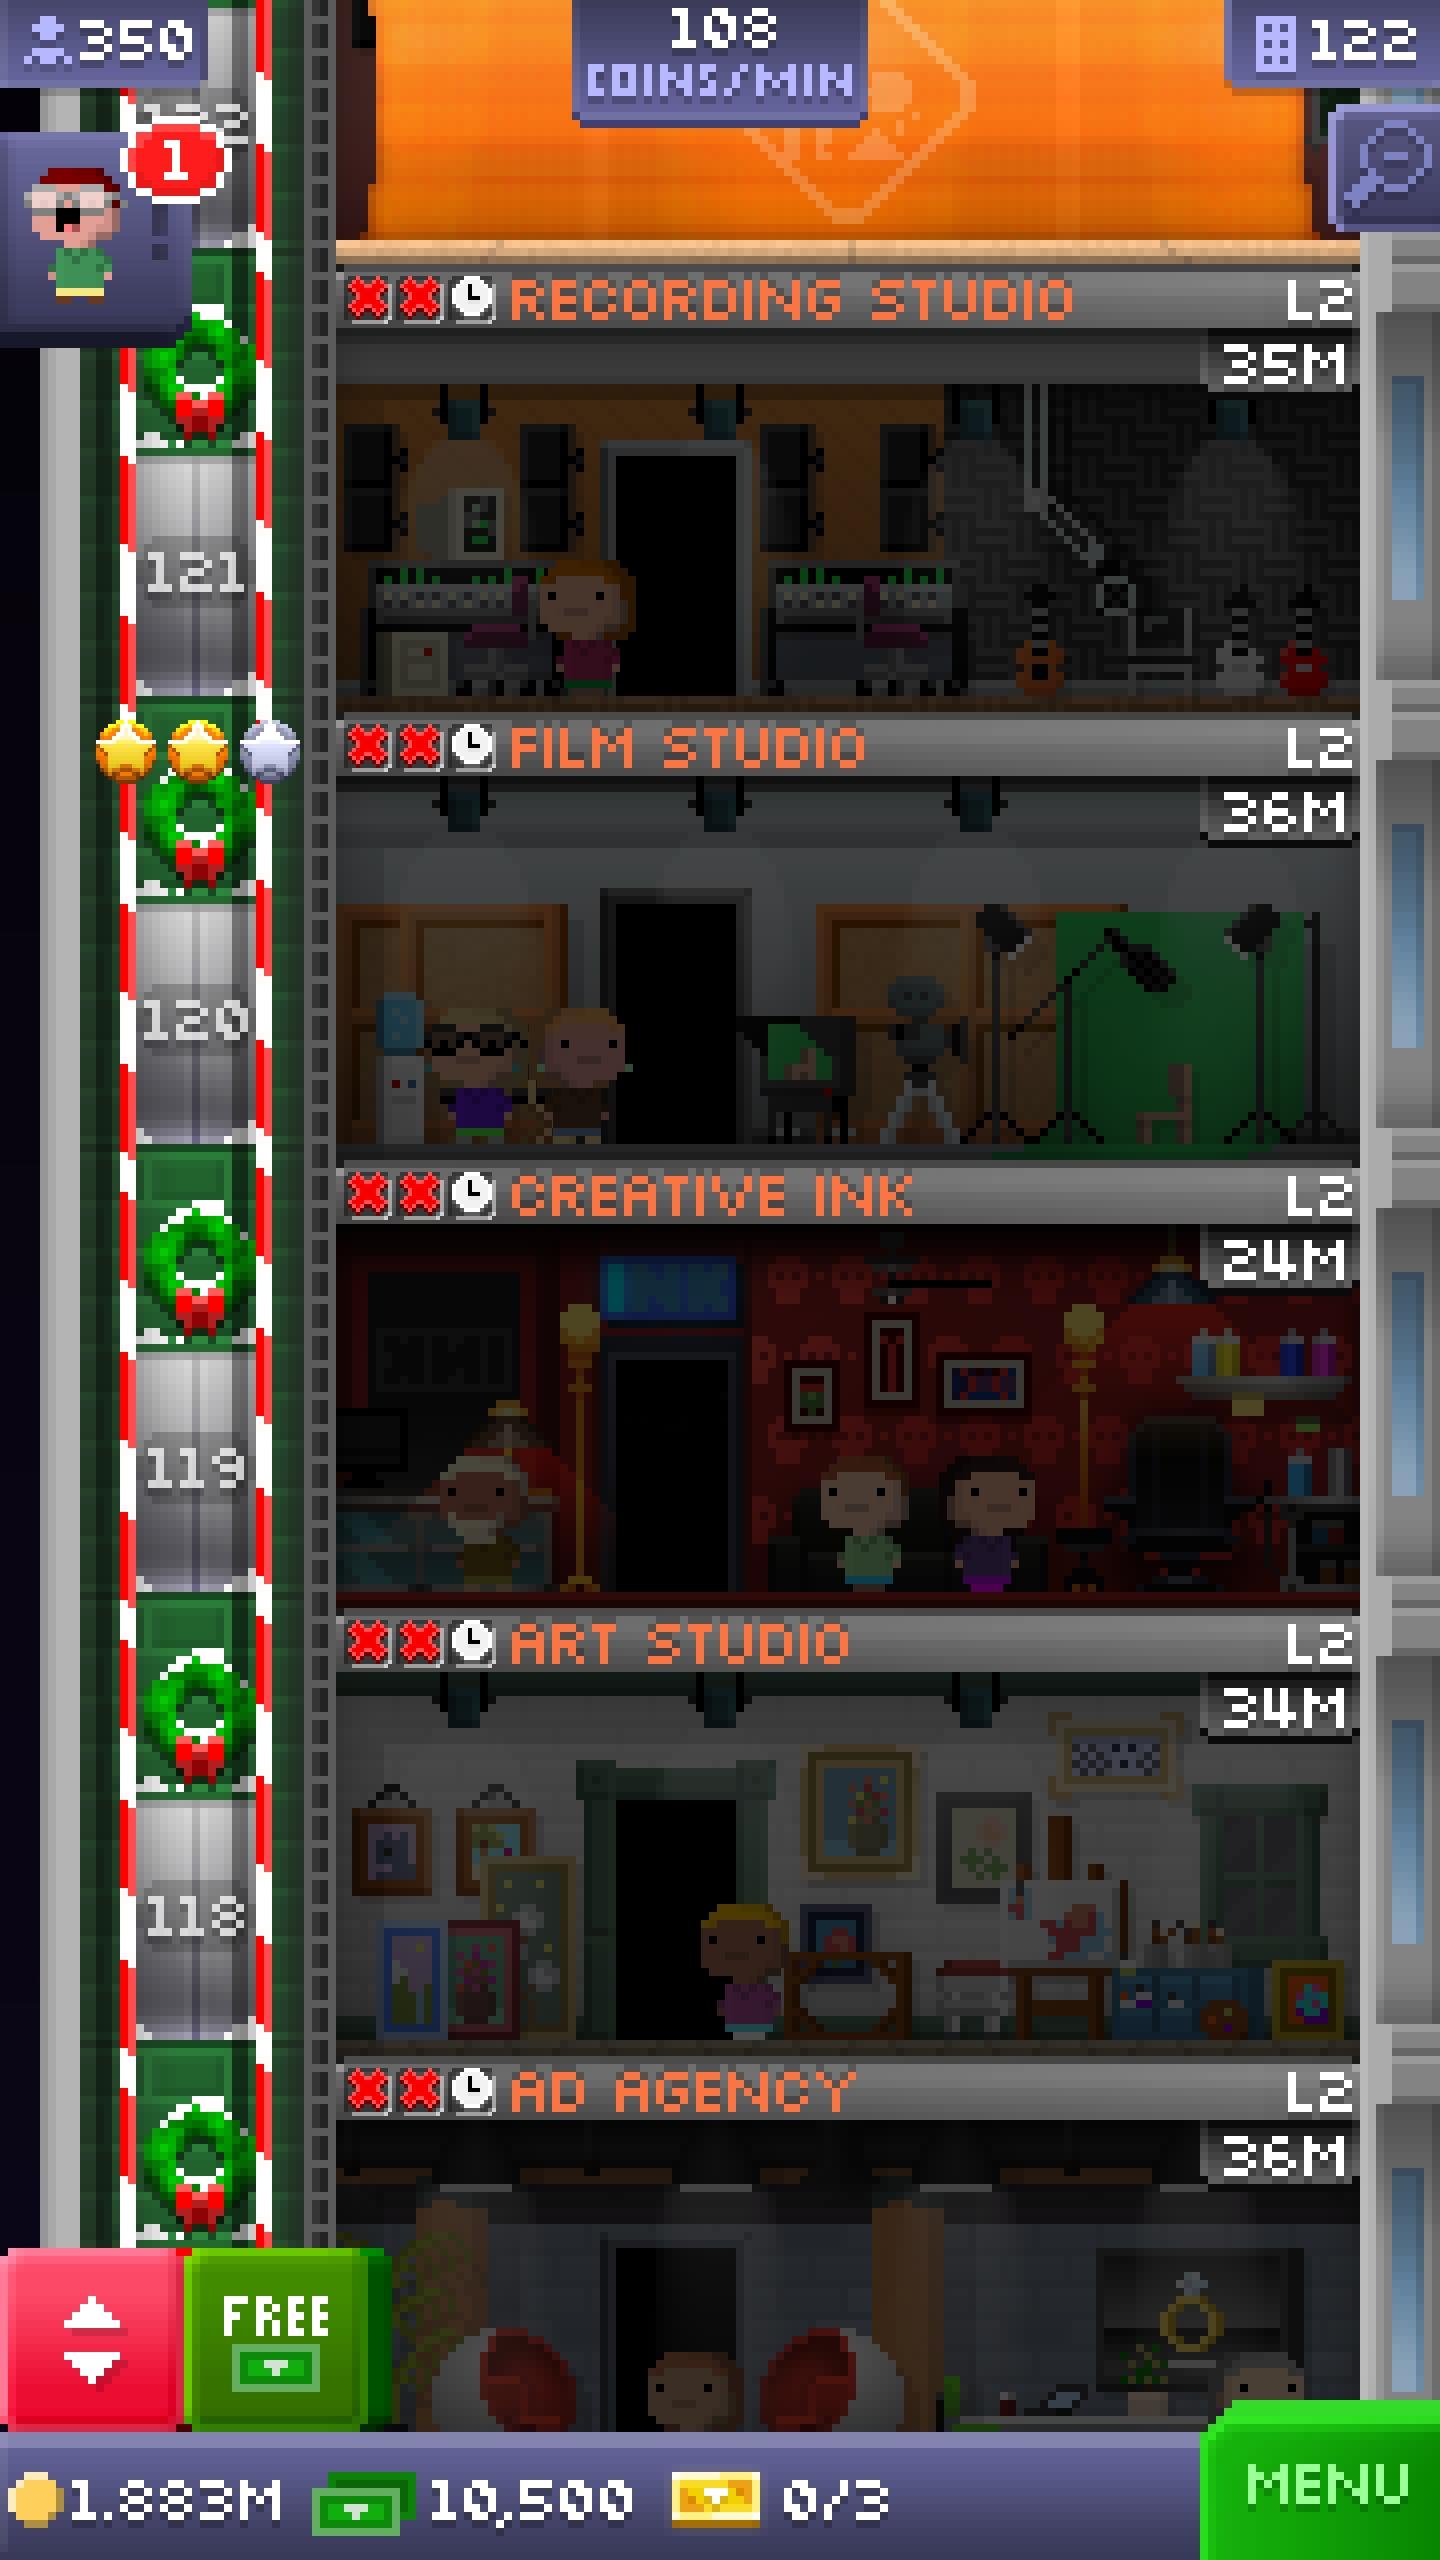 350
108
COINS/MIN
122
1
RECORDING STUDIO L2
35M
121
FILM STUDIO L2
36M
120
CREATIVE INK L2
24M
INK
119
ART STUDIO L2
34M
118
AD AGENCY L2
36M
FREE
1.883M 10,500 0/3
MENU